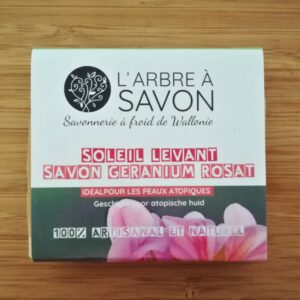 L'ARBRE À
SAVON
Savonnerie à froid de Wallonie
SOLEIL LEVANT
SAVON GERANIUM ROSAT
IDEALPOUR LES PEAUX ATOPIQUES
Geschikt voor atopische huid
100% ARTISANAL ET NATUREL